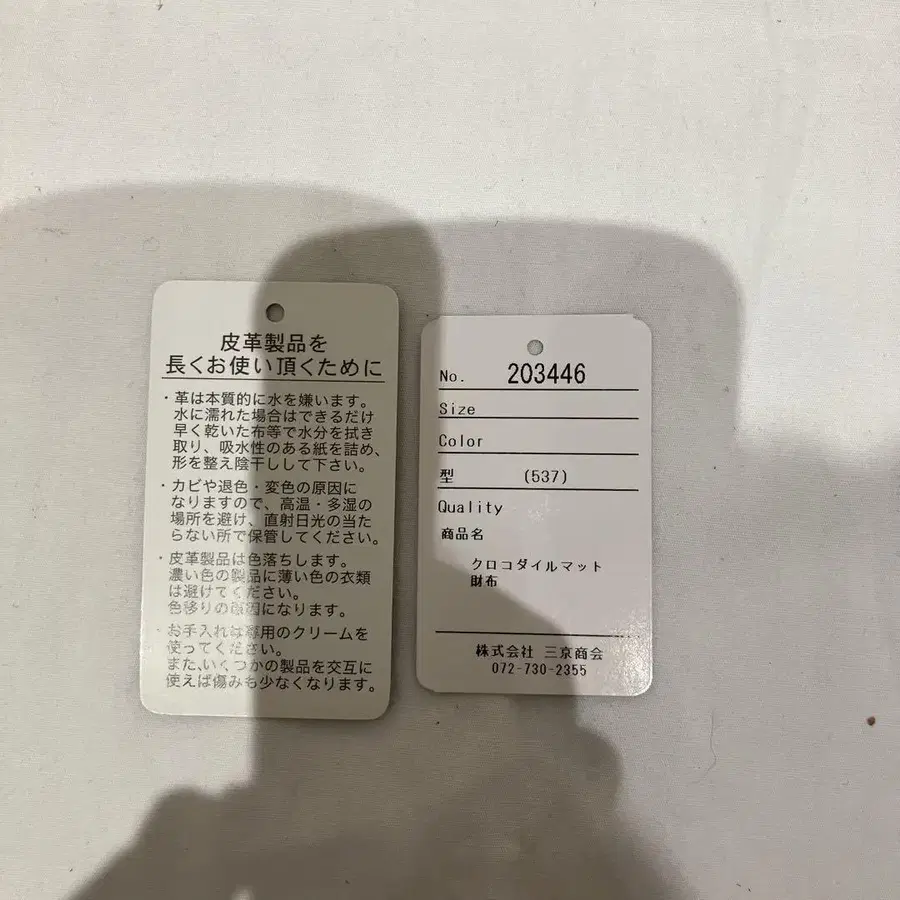 皮革製品を
長くお使い頂くために
・革は本質的に水を嫌います。
水に濡れた場合はできるだけ
早く乾いた布等で水分を拭き
取り、吸水性のある紙を詰め、
形を整え陰干しして下さい。
・カビや退色・変色の原因に
なりますので、高温・多湿の
場所を避け、直射日光の当た
らない所で保管してください。
・皮革製品は色落ちします。
濃い色の製品に薄い色の衣類
は避けてください。
色移りの原因になります。
・お手入れは専用のクリームを
使ってください。
また、いくつかの製品を交互に
使えば傷みも少なくなります。
No. 203446
Size
Color
型 (537)
Quality
商品名
クロコダイルマット
財布
株式会社 三京商会
072-730-2355